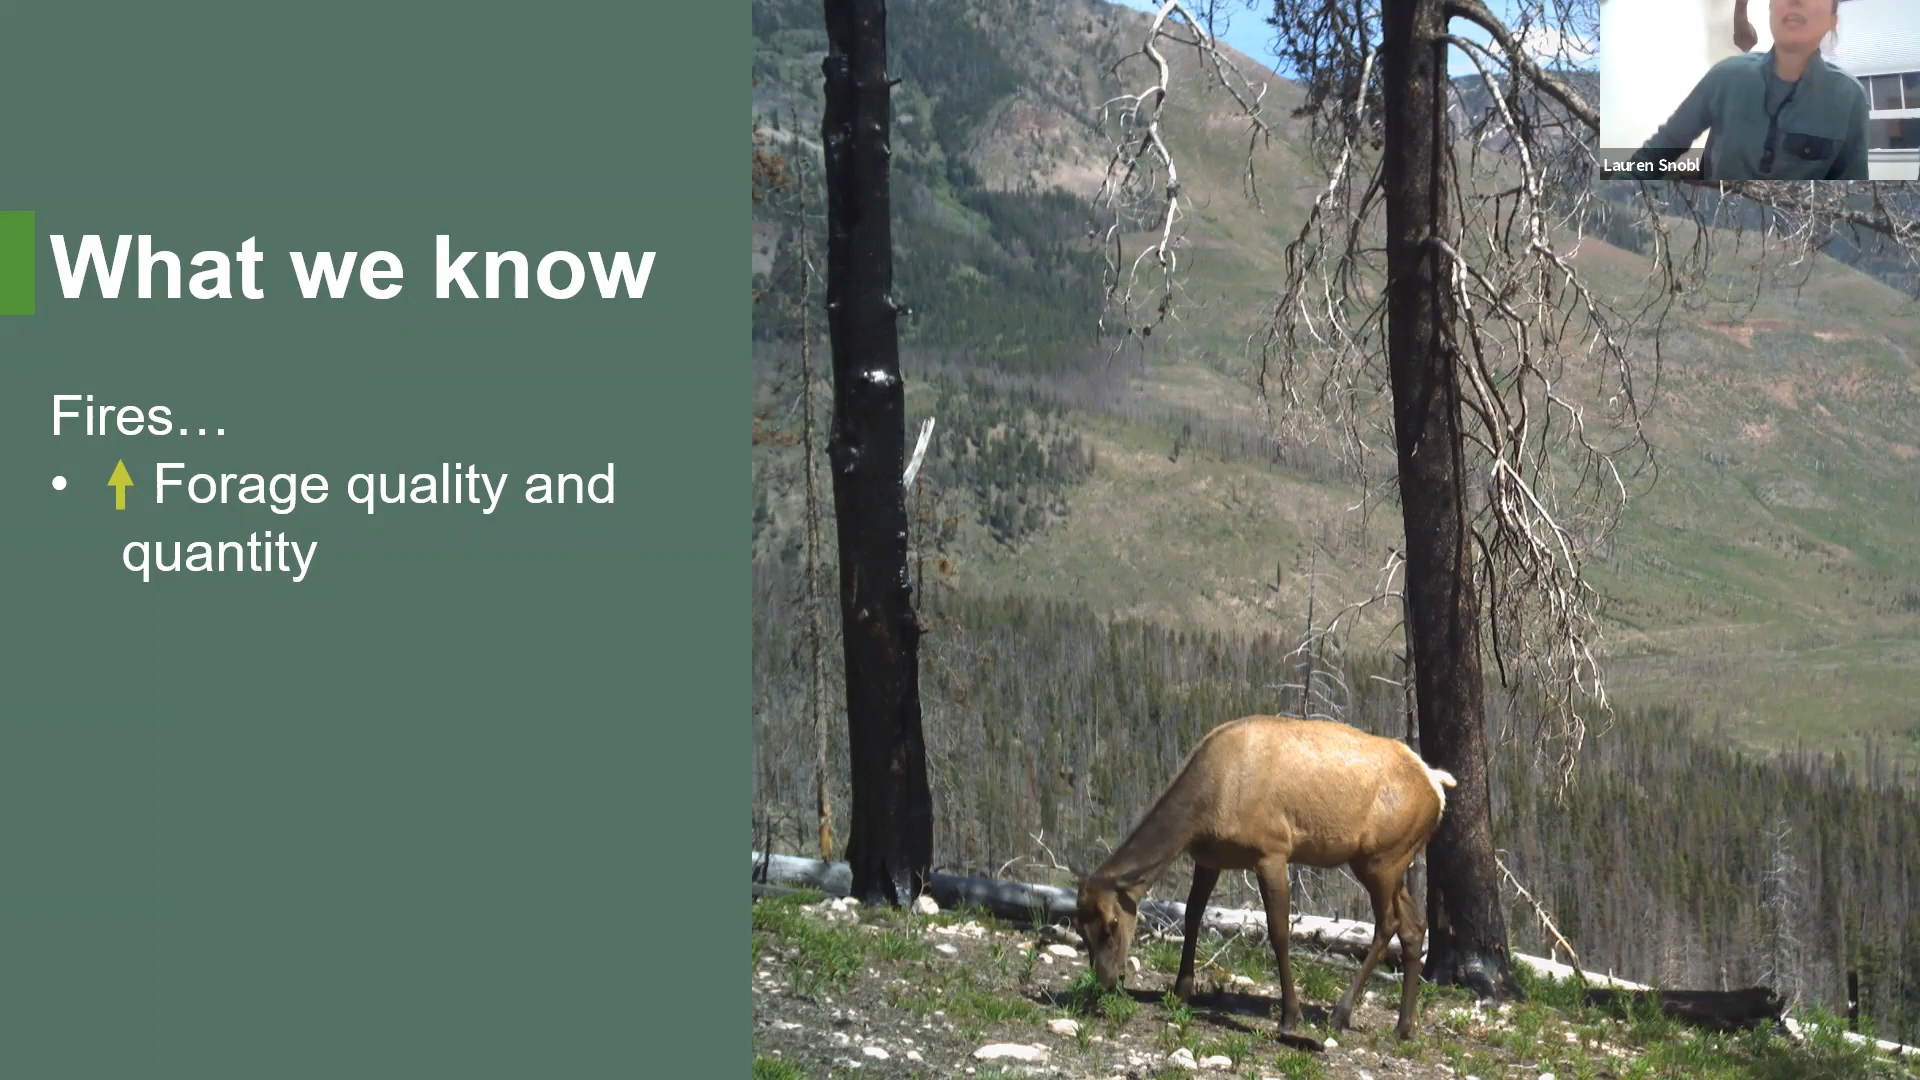 What we know
Fires…
• Forage quality and
quantity
Lauren Snobl